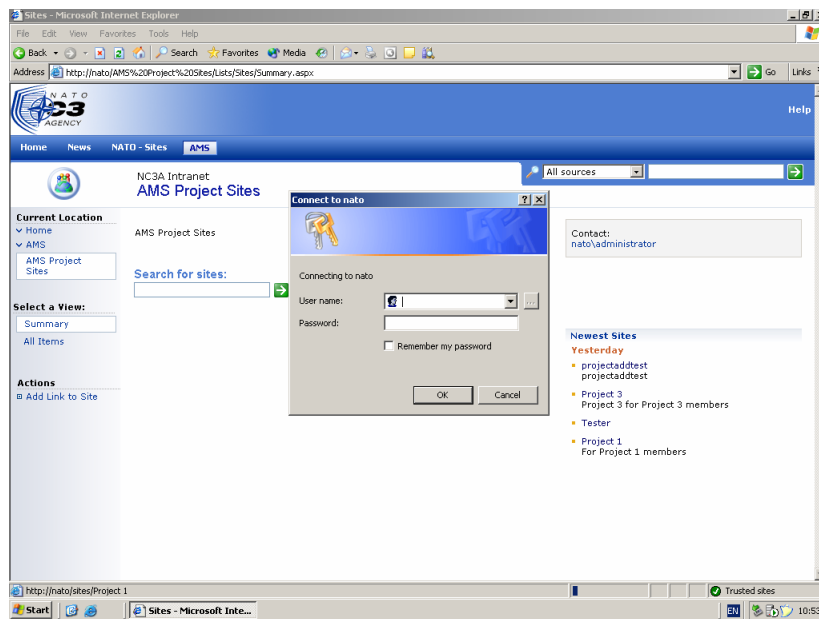 Sites - Microsoft Internet Explorer
File Edit View Favorites Tools Help
Back Search Favorites Media
Address http://nato/AMS%20Project%20Sites/Lists/Sites/Summary.aspx Go Links
NATO
C3
AGENCY
Help
Home News NATO - Sites AMS
NC3A Intranet
AMS Project Sites
All sources
Current Location
Home
AMS
AMS Project
Sites
Select a View:
Summary
All Items
Actions
Add Link to Site
AMS Project Sites
Search for sites:
Connect to nato
Connecting to nato
User name:
Password:
Remember my password
OK Cancel
Contact:
nato\administrator
Newest Sites
Yesterday
projectaddtest
projectaddtest
Project 3
Project 3 for Project 3 members
Tester
Project 1
For Project 1 members
http://nato/sites/Project 1 Trusted sites
Start Sites - Microsoft Inte... EN 10:53